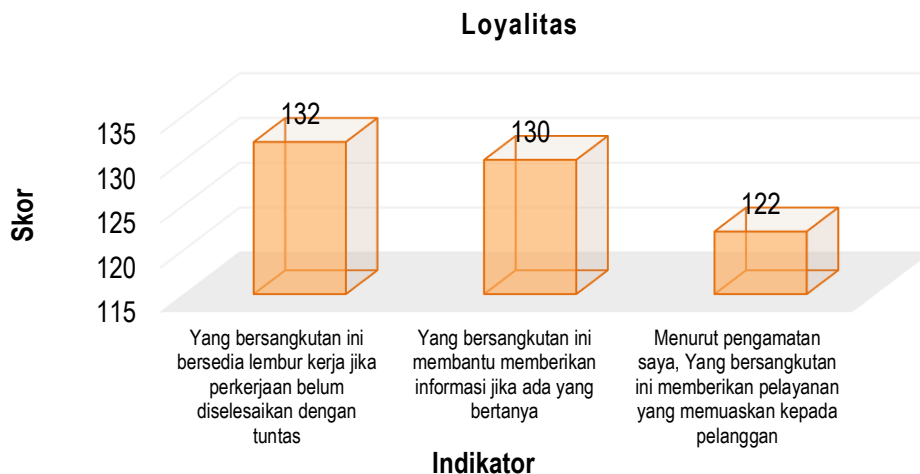 Loyalitas
Skor
135
130
125
120
115
132
130
122
Yang bersangkutan ini
bersedia lembur kerja jika
perkerjaan belum
diselesaikan dengan
tuntas
Yang bersangkutan ini
membantu memberikan
informasi jika ada yang
bertanya
Menurut pengamatan
saya, Yang bersangkutan
ini memberikan pelayanan
yang memuaskan kepada
pelanggan
Indikator